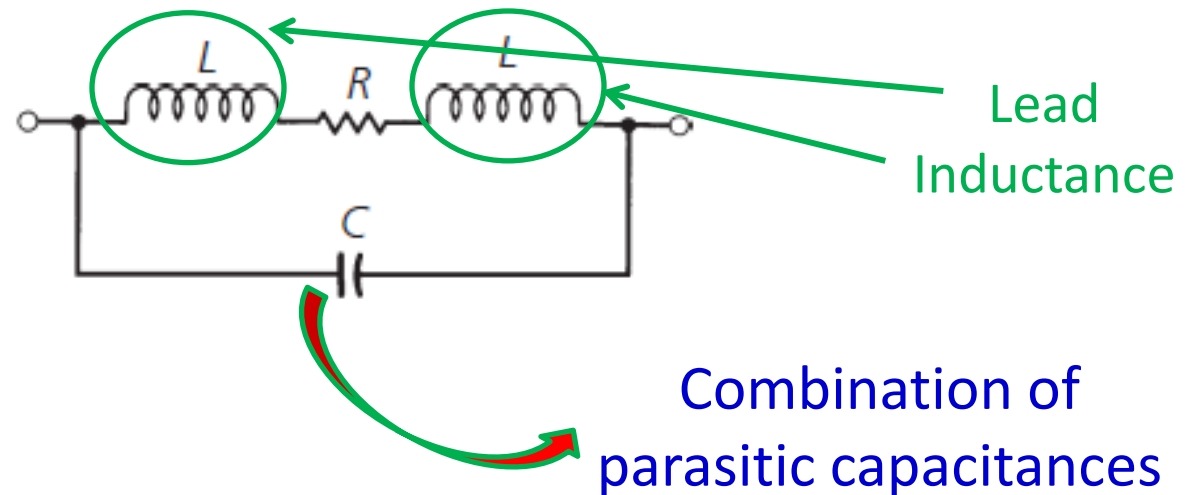 L
R
L
C
Lead
Inductance
Combination of
parasitic capacitances